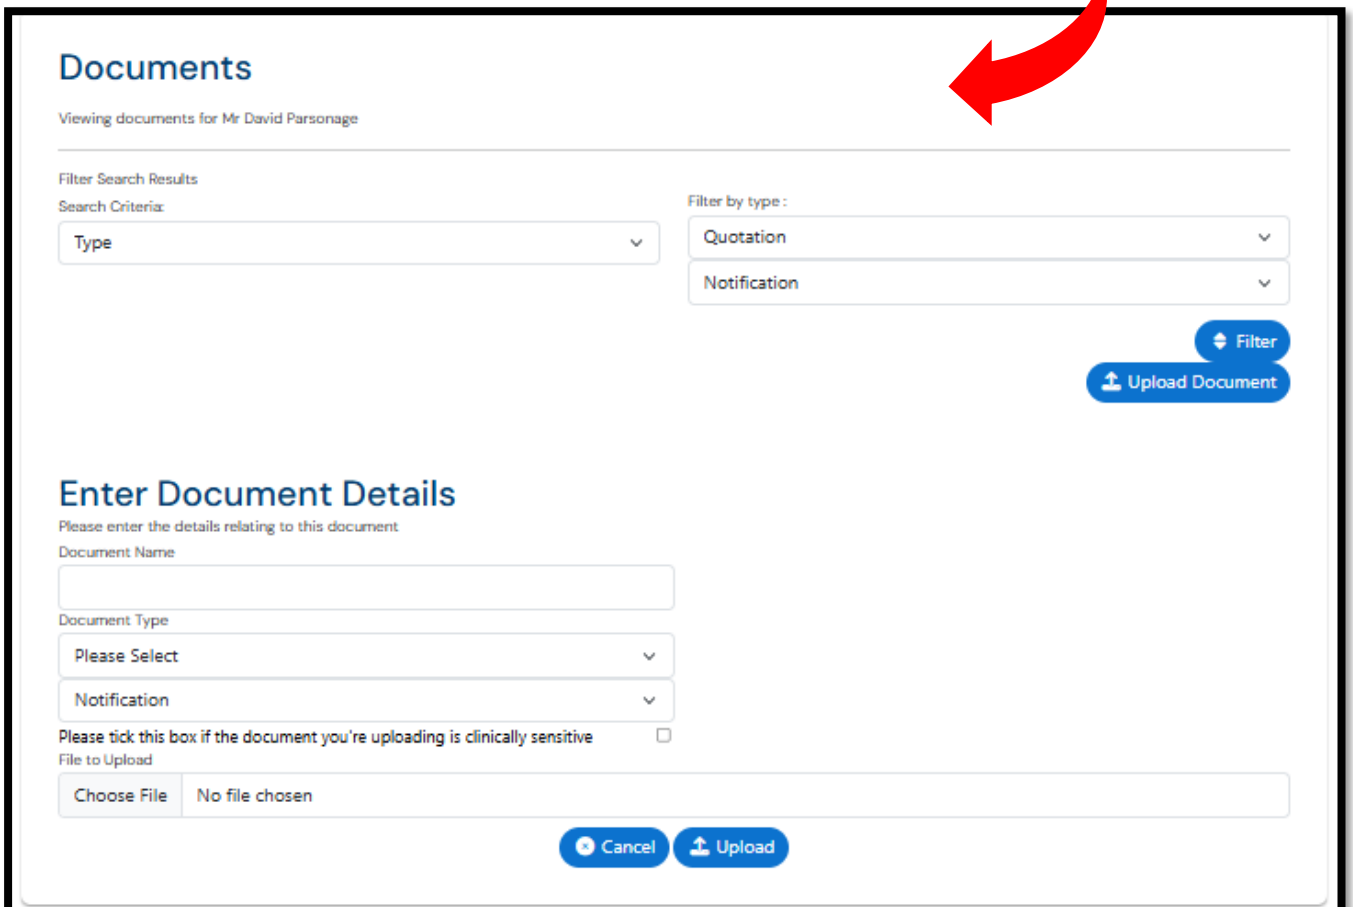 Documents
Viewing documents for Mr David Parsonage
Filter Search Results
Search Criteria:
Type
Filter by type :
Quotation
Notification
Filter
Upload Document
Enter Document Details
Please enter the details relating to this document
Document Name
Document Type
Please Select
Notification
Please tick this box if the document you're uploading is clinically sensitive
File to Upload
Choose File No file chosen
Cancel Upload